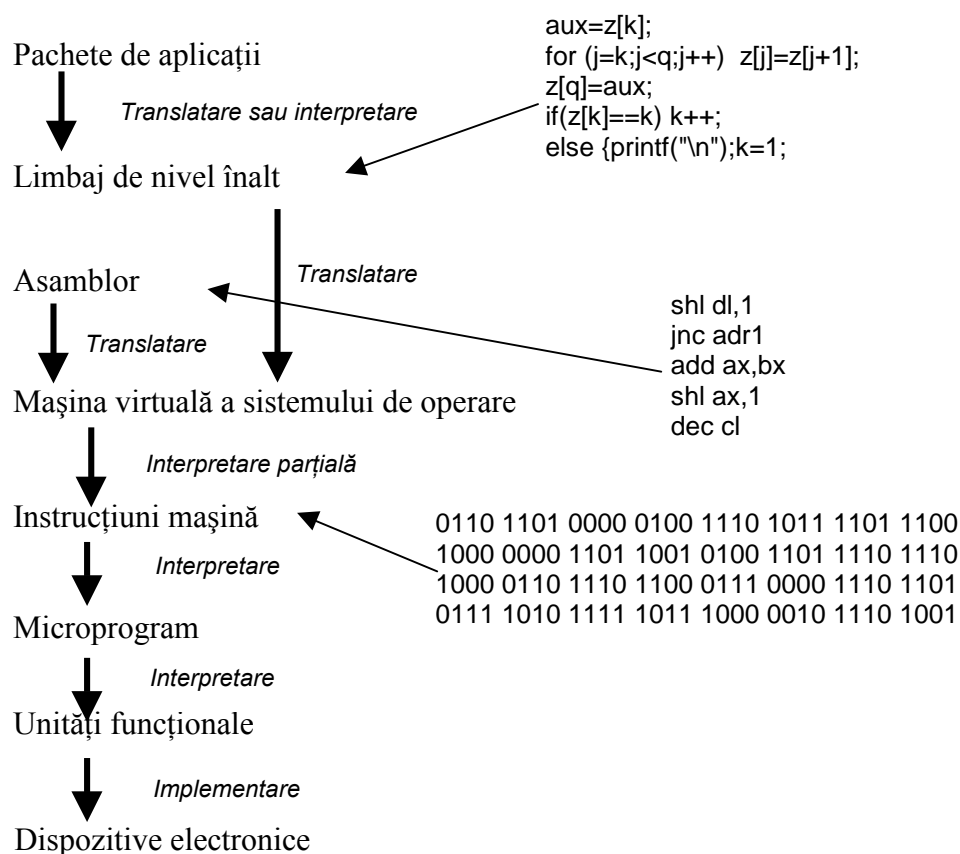 aux=z[k];
Pachete de aplicații
for (j=k;j<q;j++) z[j]=z[j+1];
z[q]=aux;
Translatare sau interpretare
if(z[k]==k) k++;
else {printf("\n");k=1;
Limbaj de nivel înalt
Asamblor
Translatare
shl dl,1
jnc adr1
Translatare
add ax,bx
shl ax,1
Maşina virtuală a sistemului de operare
dec cl
Interpretare parțială
Instrucțiuni maşină
0110 1101 0000 0100 1110 1011 1101 1100
1000 0000 1101 1001 0100 1101 1110 1110
Interpretare
1000 0110 1110 1100 0111 0000 1110 1101
0111 1010 1111 1011 1000 0010 1110 1001
Microprogram
Interpretare
Unități funcționale
Implementare
Dispozitive electronice